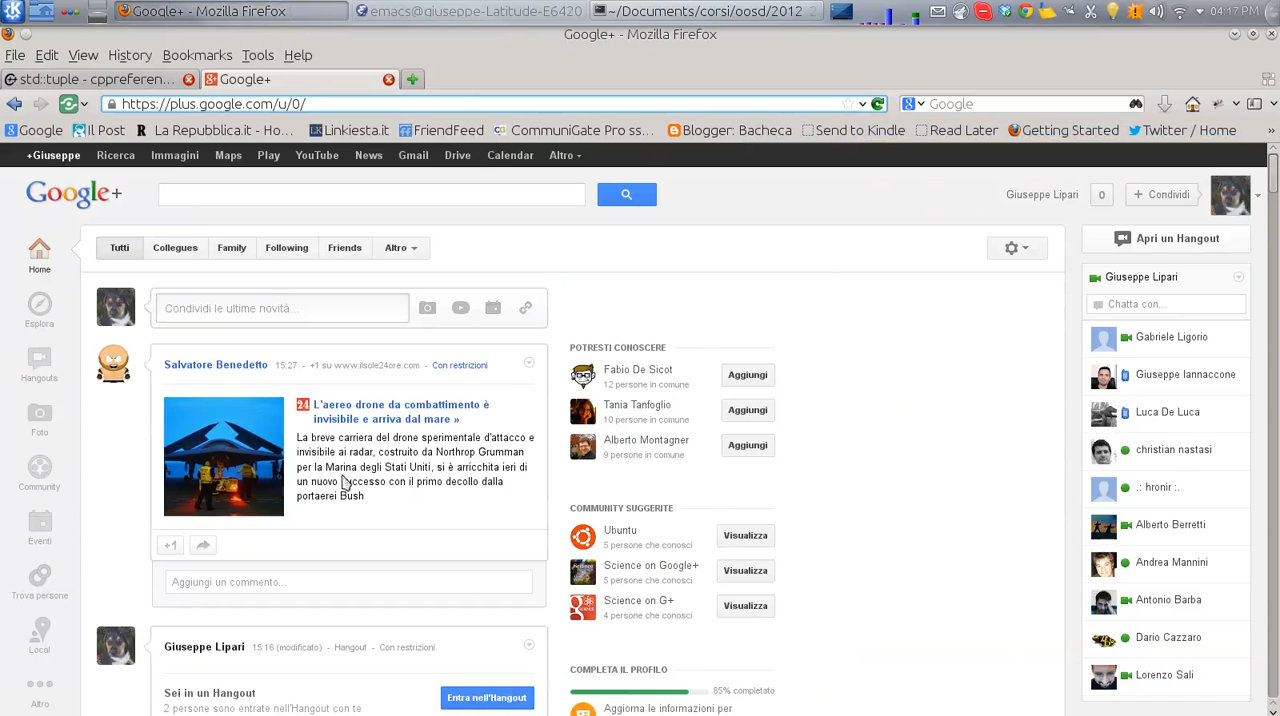 Google+ - Mozilla Firefox
emacs@giuseppe-Latitude-E6420
~/Documents/corsi/cbsd/2012
04:17 PM
Google+ - Mozilla Firefox
File Edit View History Bookmarks Tools Help
std::tuple - cppreferen...
Google+
https://plus.google.com/u/0/
Google
Google
Il Post
La Repubblica.it - Ho...
Linkiesta.it
FriendFeed
CommuniGate Pro ss...
Blogger: Bacheca
Send to Kindle
Read Later
Getting Started
Twitter / Home
+Giuseppe Ricerca Immagini Maps Play YouTube News Gmail Drive Calendar Altro
Google+
Giuseppe Lipari
0
+ Condividi
Home
Esplora
Hangouts
Foto
Community
Eventi
Trova persone
Local
Altro
Tutti Collegues Family Following Friends Altro
Condividi le ultime novità...
Salvatore Benedetto 15:27 - +1 su www.ilsole24ore.com - Con restrizioni
24 L'aereo drone da combattimento è
invisibile e arriva dal mare »
La breve carriera del drone sperimentale d'attacco e
invisibile ai radar, costruito da Northrop Grumman
per la Marina degli Stati Uniti, si è arricchita ieri di
un nuovo successo con il primo decollo dalla
portaerei Bush
+1
Aggiungi un commento...
Giuseppe Lipari 15:16 (modificato) - Hangout - Con restrizioni
Sei in un Hangout
2 persone sono entrate nell'Hangout con te
Entra nell'Hangout
POTRESTI CONOSCERE
Fabio De Sicot
12 persone in comune
Aggiungi
Tania Tanfoglio
10 persone in comune
Aggiungi
Alberto Montagner
9 persone in comune
Aggiungi
COMMUNITY SUGGERITE
Ubuntu
5 persone che conosci
Visualizza
Science on Google+
5 persone che conosci
Visualizza
Science on G+
4 persone che conosci
Visualizza
COMPLETA IL PROFILO
85% completato
Aggiorna le informazioni per
Apri un Hangout
Giuseppe Lipari
Chatta con...
Gabriele Ligorio
Giuseppe Iannaccone
Luca De Luca
christian nastasi
.: hronir :.
Alberto Berretti
Andrea Mannini
Antonio Barba
Dario Cazzaro
Lorenzo Sali